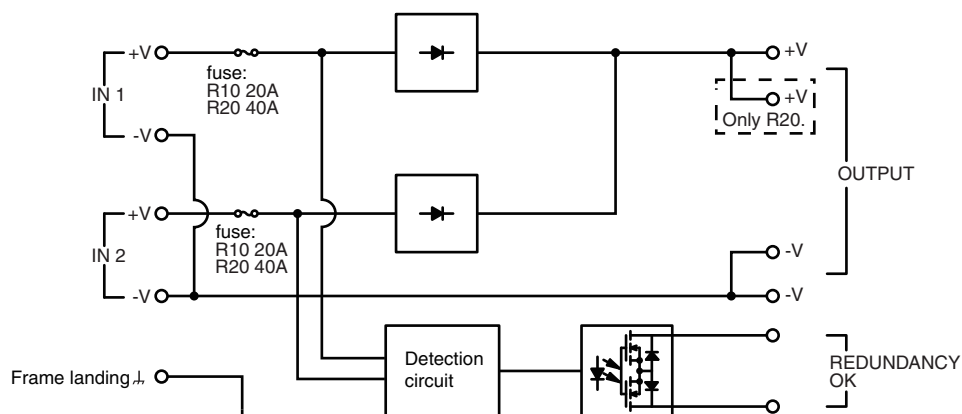 +V
fuse:
R10 20A
R20 40A
IN 1
-V
+V
+V
Only R20.
OUTPUT
+V
fuse:
R10 20A
R20 40A
IN 2
-V
-V
-V
Detection
circuit
REDUNDANCY
OK
Frame landing